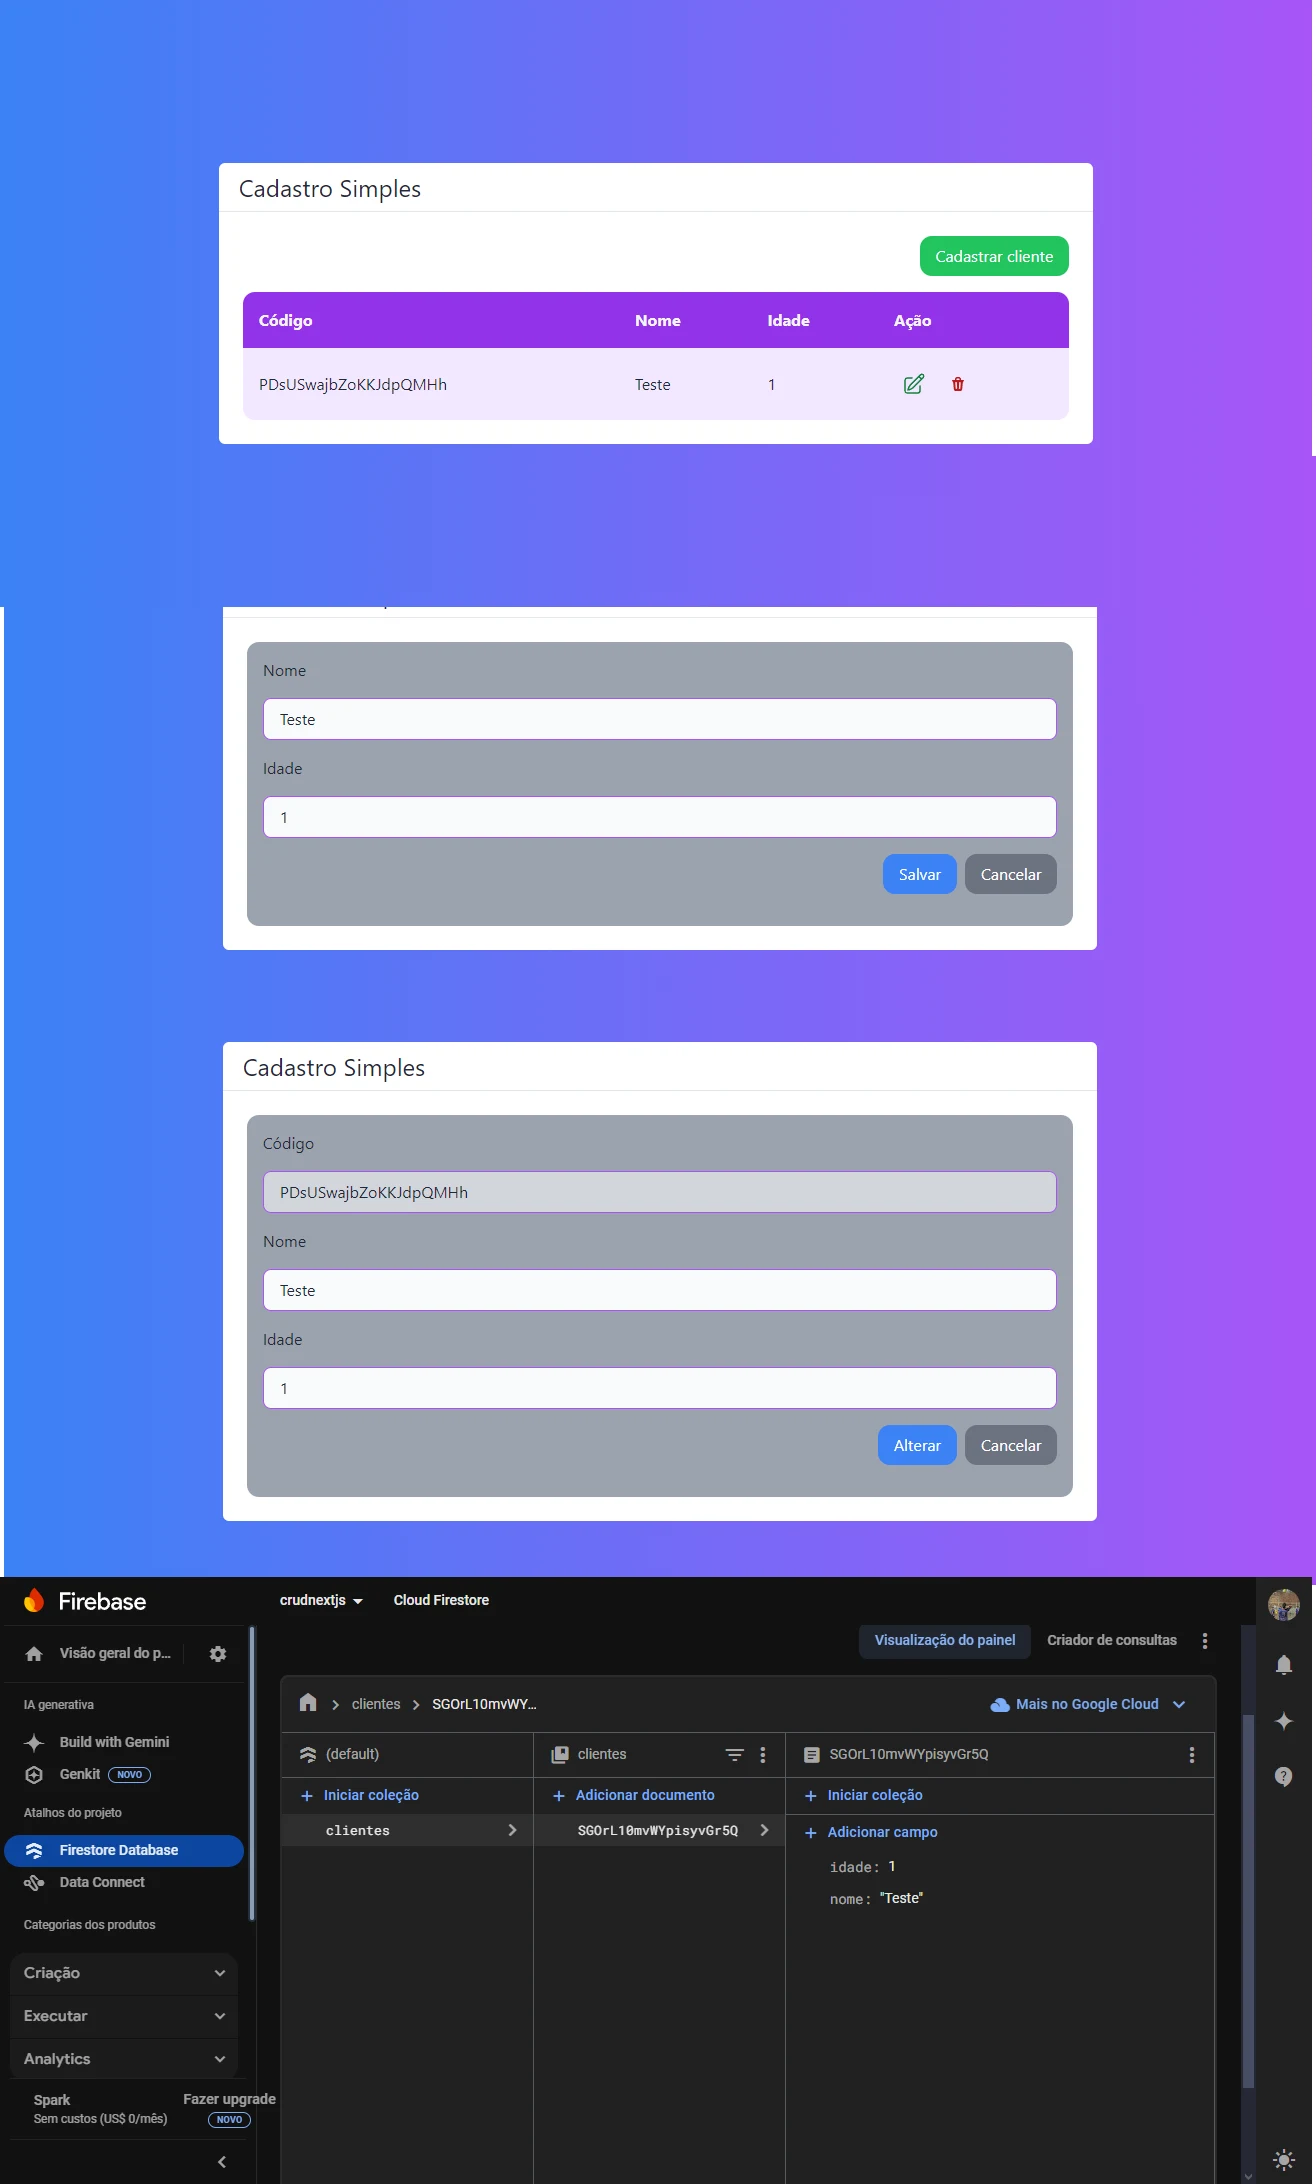 Cadastro Simples
Cadastrar cliente
Código Nome Idade Ação
PDsUSwajbZoKKJdpQMHh Teste 1
Nome
Teste
Idade
1
Salvar Cancelar
Cadastro Simples
Código
PDsUSwajbZoKKJdpQMHh
Nome
Teste
Idade
1
Alterar Cancelar
Firebase
crudnextjs Cloud Firestore
Visão geral do p...
Visualização do painel Criador de consultas
IA generativa
clientes SGOrL10mvWY... Mais no Google Cloud
Build with Gemini
(default) clientes SGOrL10mvWYpisyvGr5Q
Genkit NOVO
Iniciar coleção Adicionar documento Iniciar coleção
Atalhos do projeto
clientes SGOrL10mvWYpisyvGr5Q Adicionar campo
Firestore Database
idade: 1
Data Connect
nome: "Teste"
Categorias dos produtos
Criação
Executar
Analytics
Spark Fazer upgrade
Sem custos (US$ 0/mês) NOVO